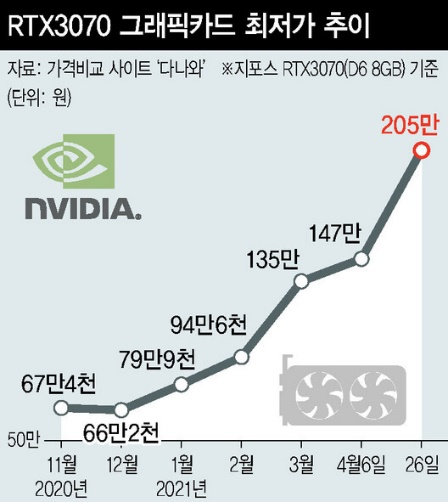 RTX3070 그래픽카드 최저가 추이
자료: 가격비교 사이트 ‘다나와’ ※지포스 RTX3070(D6 8GB) 기준
(단위: 원)
205만
NVIDIA.
147만
135만
94만6천
79만9천
67만4천
66만2천
50만
11월 12월 1월 2월 3월 4월6일 26일
2020년 2021년